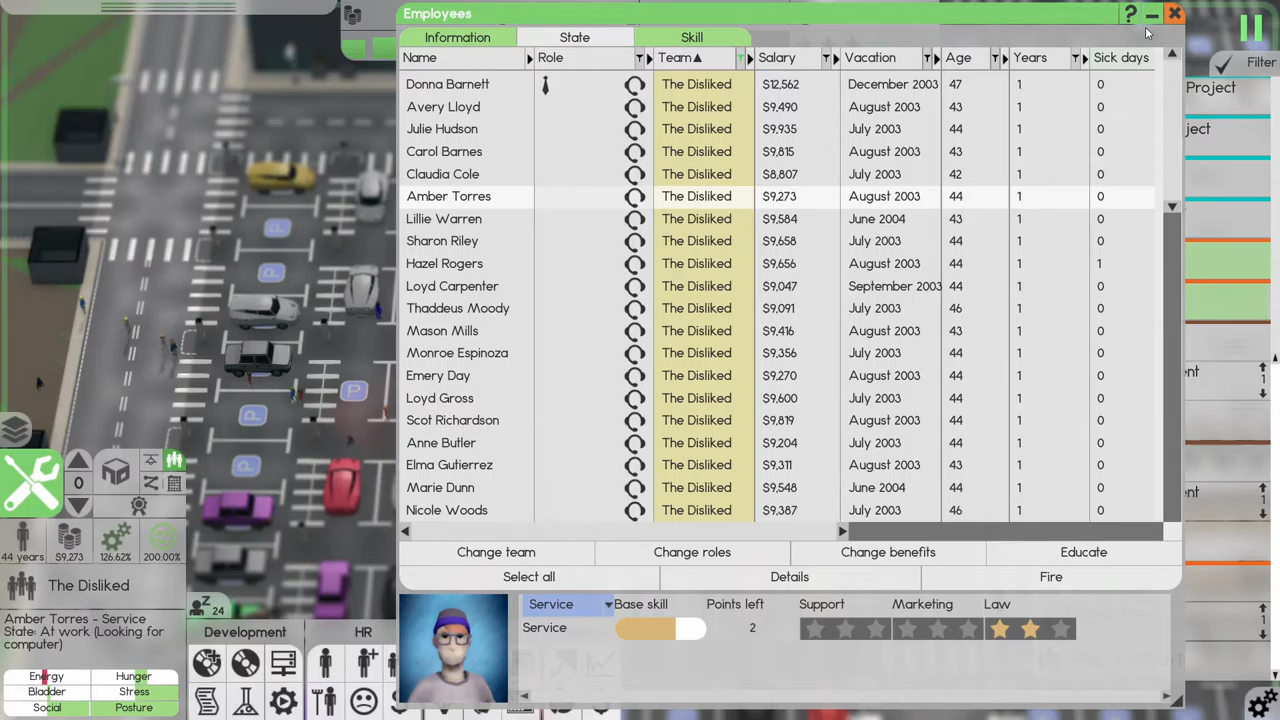 Employees
?
Information State Skill
Filter
Name Role Team Salary Vacation Age Years Sick days
Donna Barnett The Disliked $12,562 December 2003 47 1 0
Project
Avery Lloyd The Disliked $9,490 August 2003 43 1 0
Julie Hudson The Disliked $9,935 July 2003 44 1 0
ject
Carol Barnes The Disliked $9,815 August 2003 43 1 0
Claudia Cole The Disliked $8,807 July 2003 42 1 0
Amber Torres The Disliked $9,273 August 2003 44 1 0
Lillie Warren The Disliked $9,584 June 2004 43 1 0
Sharon Riley The Disliked $9,658 July 2003 44 1 0
Hazel Rogers The Disliked $9,656 August 2003 44 1 1
Loyd Carpenter The Disliked $9,047 September 2003 44 1 0
Thaddeus Moody The Disliked $9,091 July 2003 46 1 0
Mason Mills The Disliked $9,416 August 2003 43 1 0
Monroe Espinoza The Disliked $9,356 July 2003 44 1 0
Emery Day The Disliked $9,270 August 2003 44 1 0
nt 1
Loyd Gross The Disliked $9,600 July 2003 44 1 0
Scot Richardson The Disliked $9,819 August 2003 44 1 0
Anne Butler The Disliked $9,204 July 2003 44 1 0
Elma Gutierrez The Disliked $9,311 August 2003 43 1 0
Marie Dunn The Disliked $9,548 June 2004 44 1 0
ent 1
Nicole Woods The Disliked $9,387 July 2003 46 1 0
P
P
P
P
P
0
Change team Change roles Change benefits Educate
Select all Details Fire
44 years $9,273 126.62% 200.00%
The Disliked
Amber Torres - Service
State: At work (Looking for
computer)
Energy Hunger
Bladder Stress
Social Posture
Z 24
Development HR
Service Base skill Points left Support Marketing Law
Service 2
1